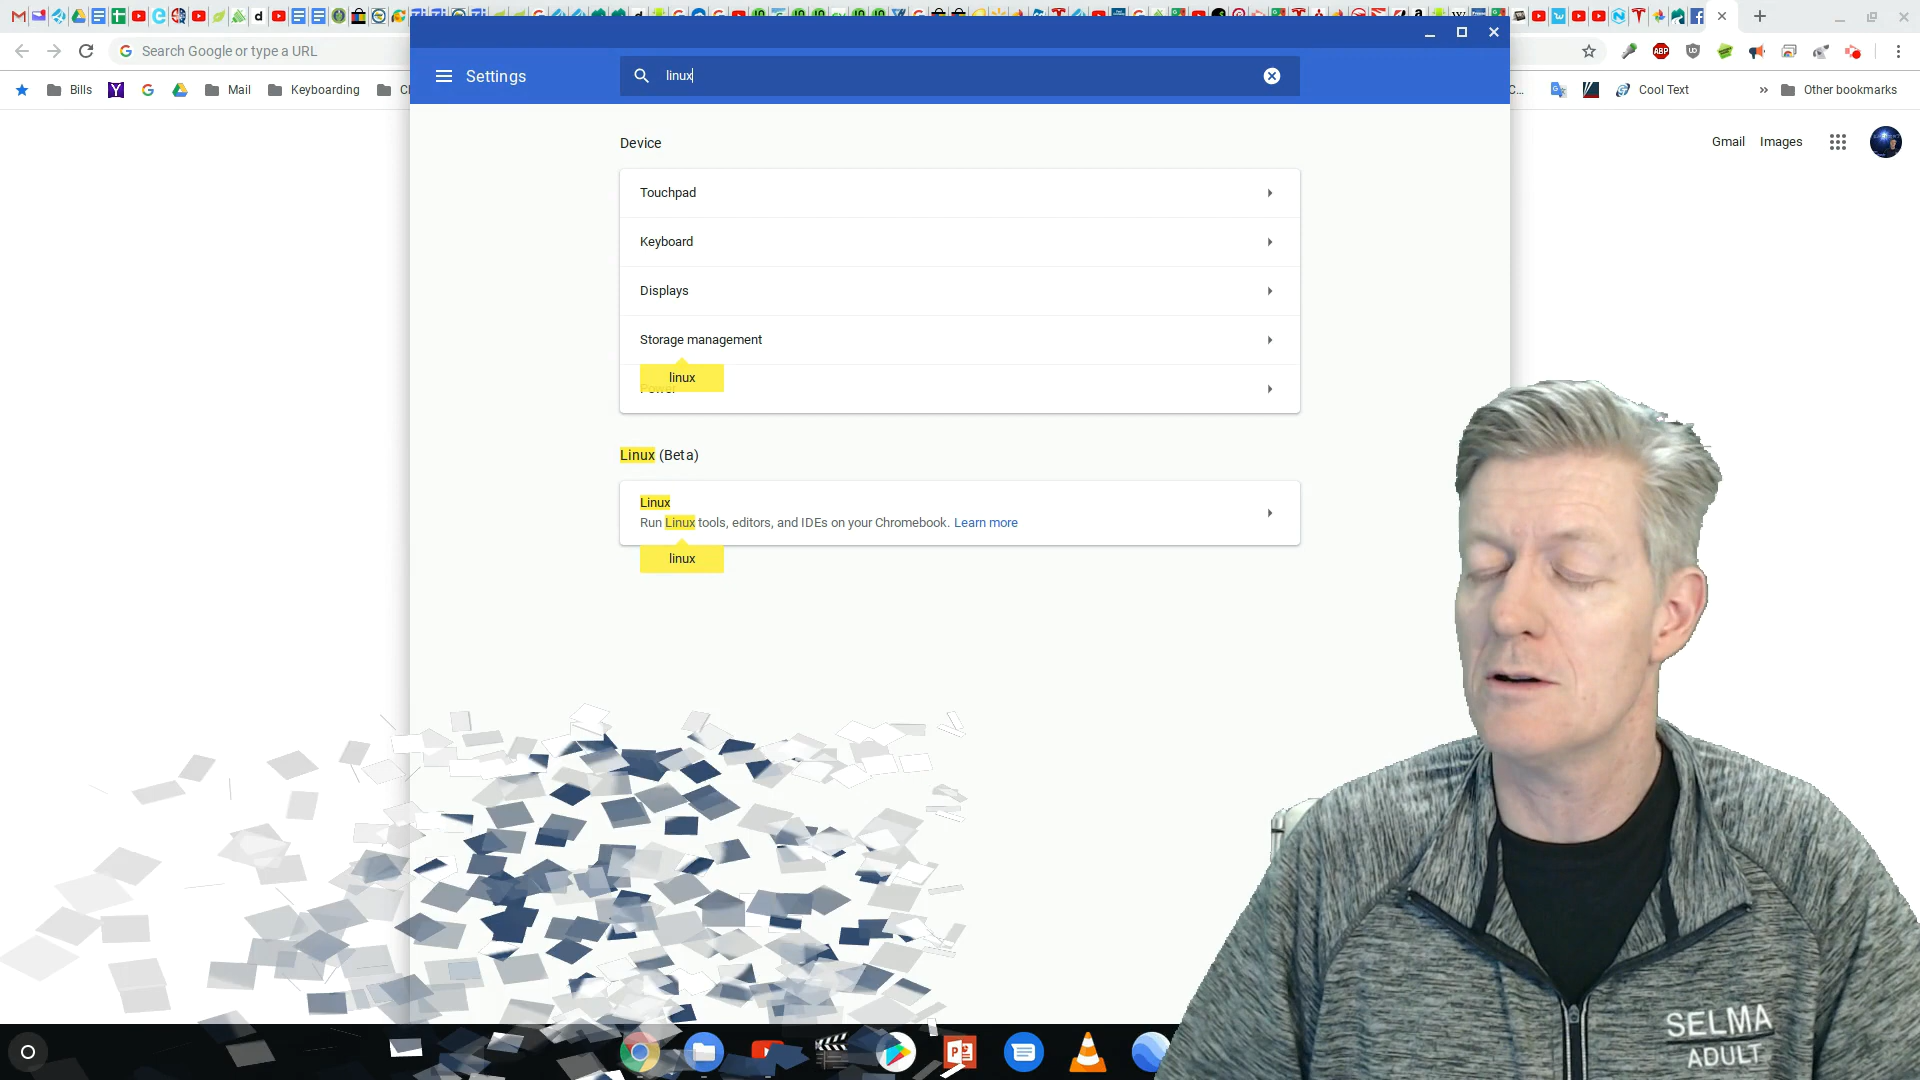 Search Google or type a URL
Bills
Mail
Keyboarding
Cool Text
Other bookmarks
Gmail
Images
Settings
linux
Device
Touchpad
Keyboard
Displays
Storage management
linux
Power
Linux (Beta)
Linux
Run Linux tools, editors, and IDEs on your Chromebook. Learn more
linux
SELMA
ADULT